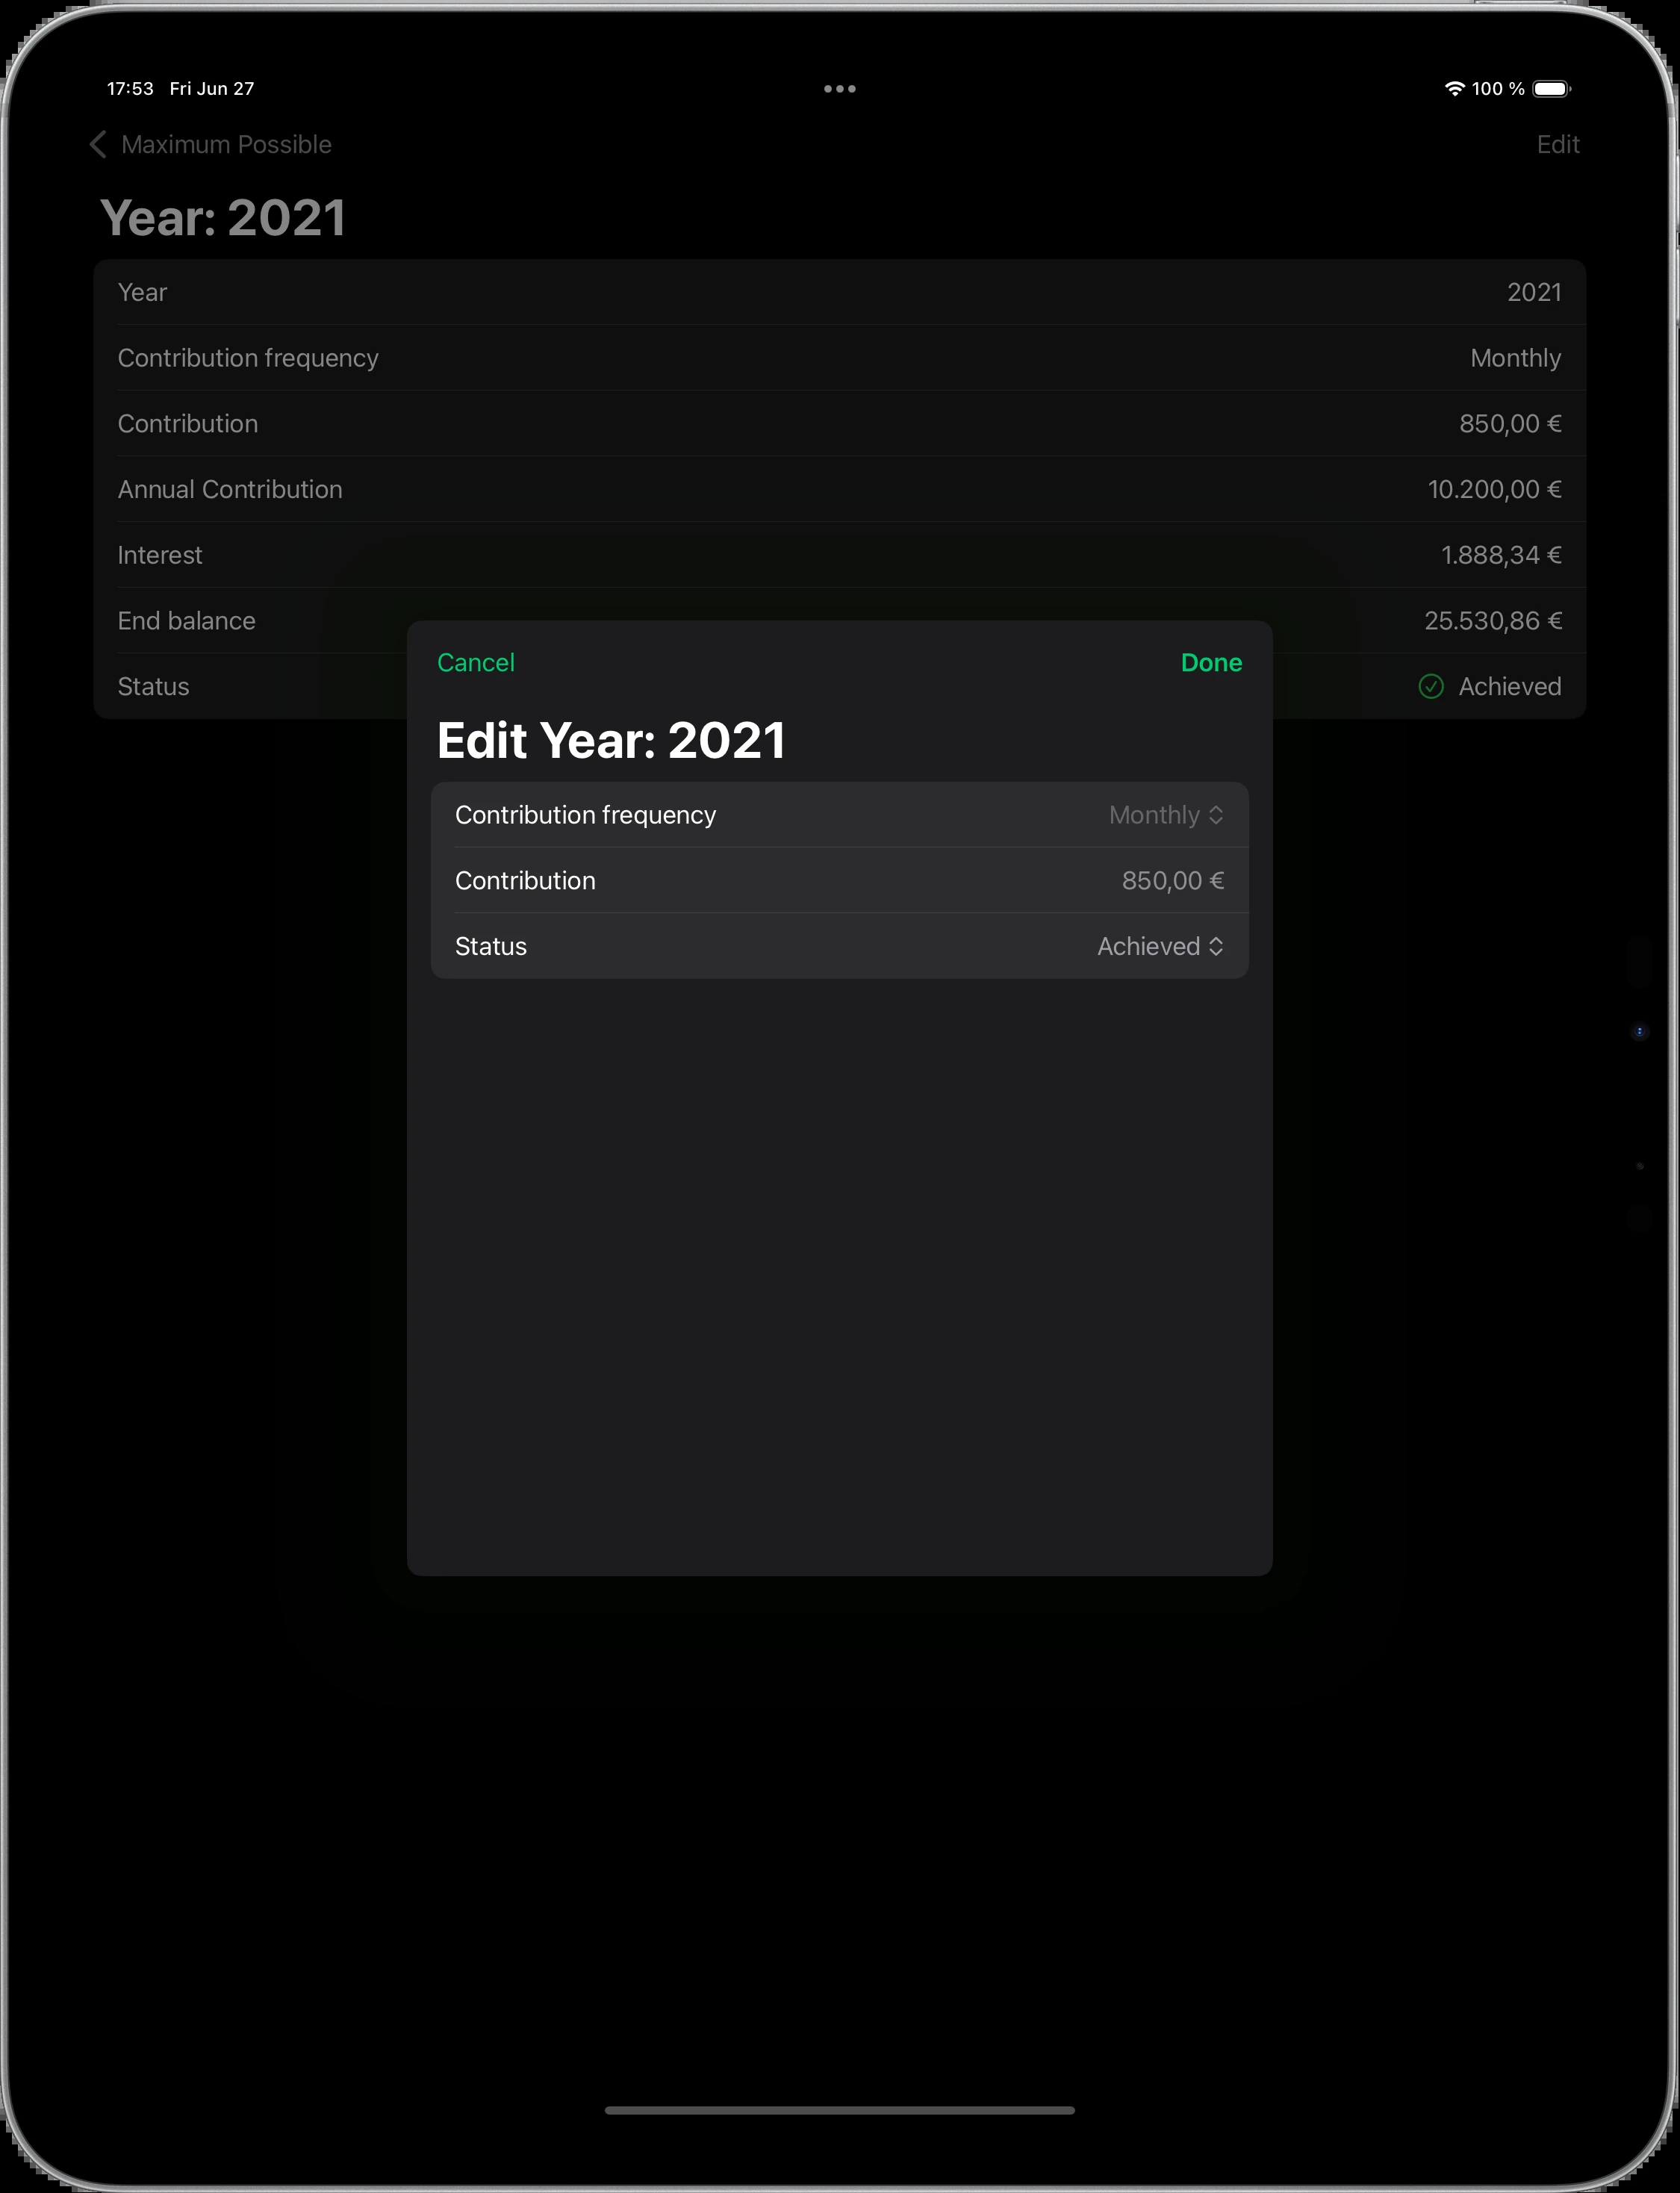 17:53 Fri Jun 27
100 %
Maximum Possible
Edit
Year: 2021
Year 2021
Contribution frequency Monthly
Contribution 850,00 €
Annual Contribution 10.200,00 €
Interest 1.888,34 €
End balance 25.530,86 €
Status Achieved
Cancel Done
Edit Year: 2021
Contribution frequency Monthly
Contribution 850,00 €
Status Achieved